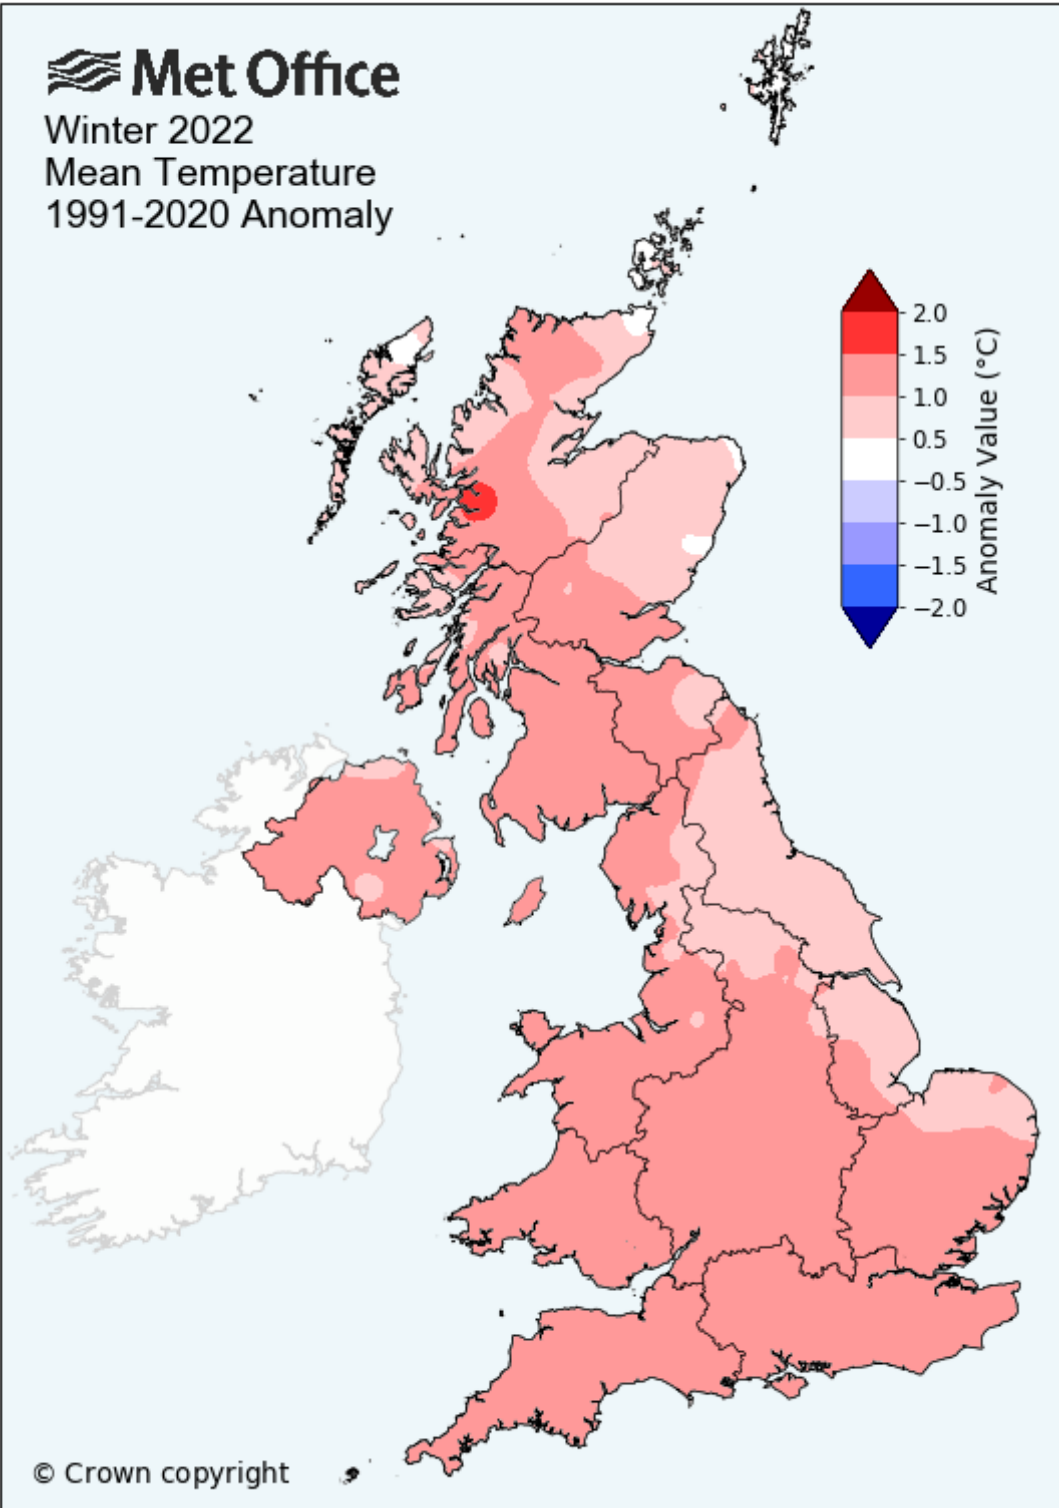 Met Office
Winter 2022
Mean Temperature
1991-2020 Anomaly
2.0
1.5
1.0
0.5
−0.5
−1.0
−1.5
−2.0
Anomaly Value (°C)
© Crown copyright